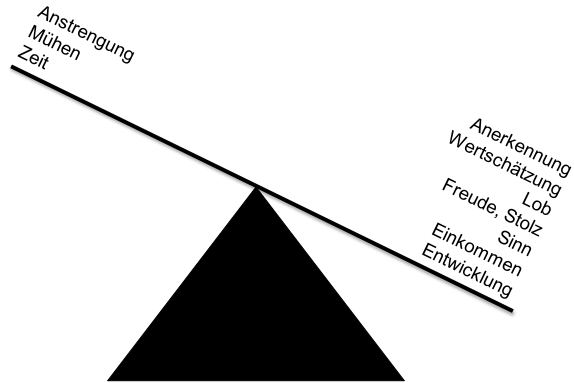 Anstrengung
Mühen
Zeit
Anerkennung
Wertschätzung
Lob
Freude, Stolz
Sinn
Einkommen
Entwicklung